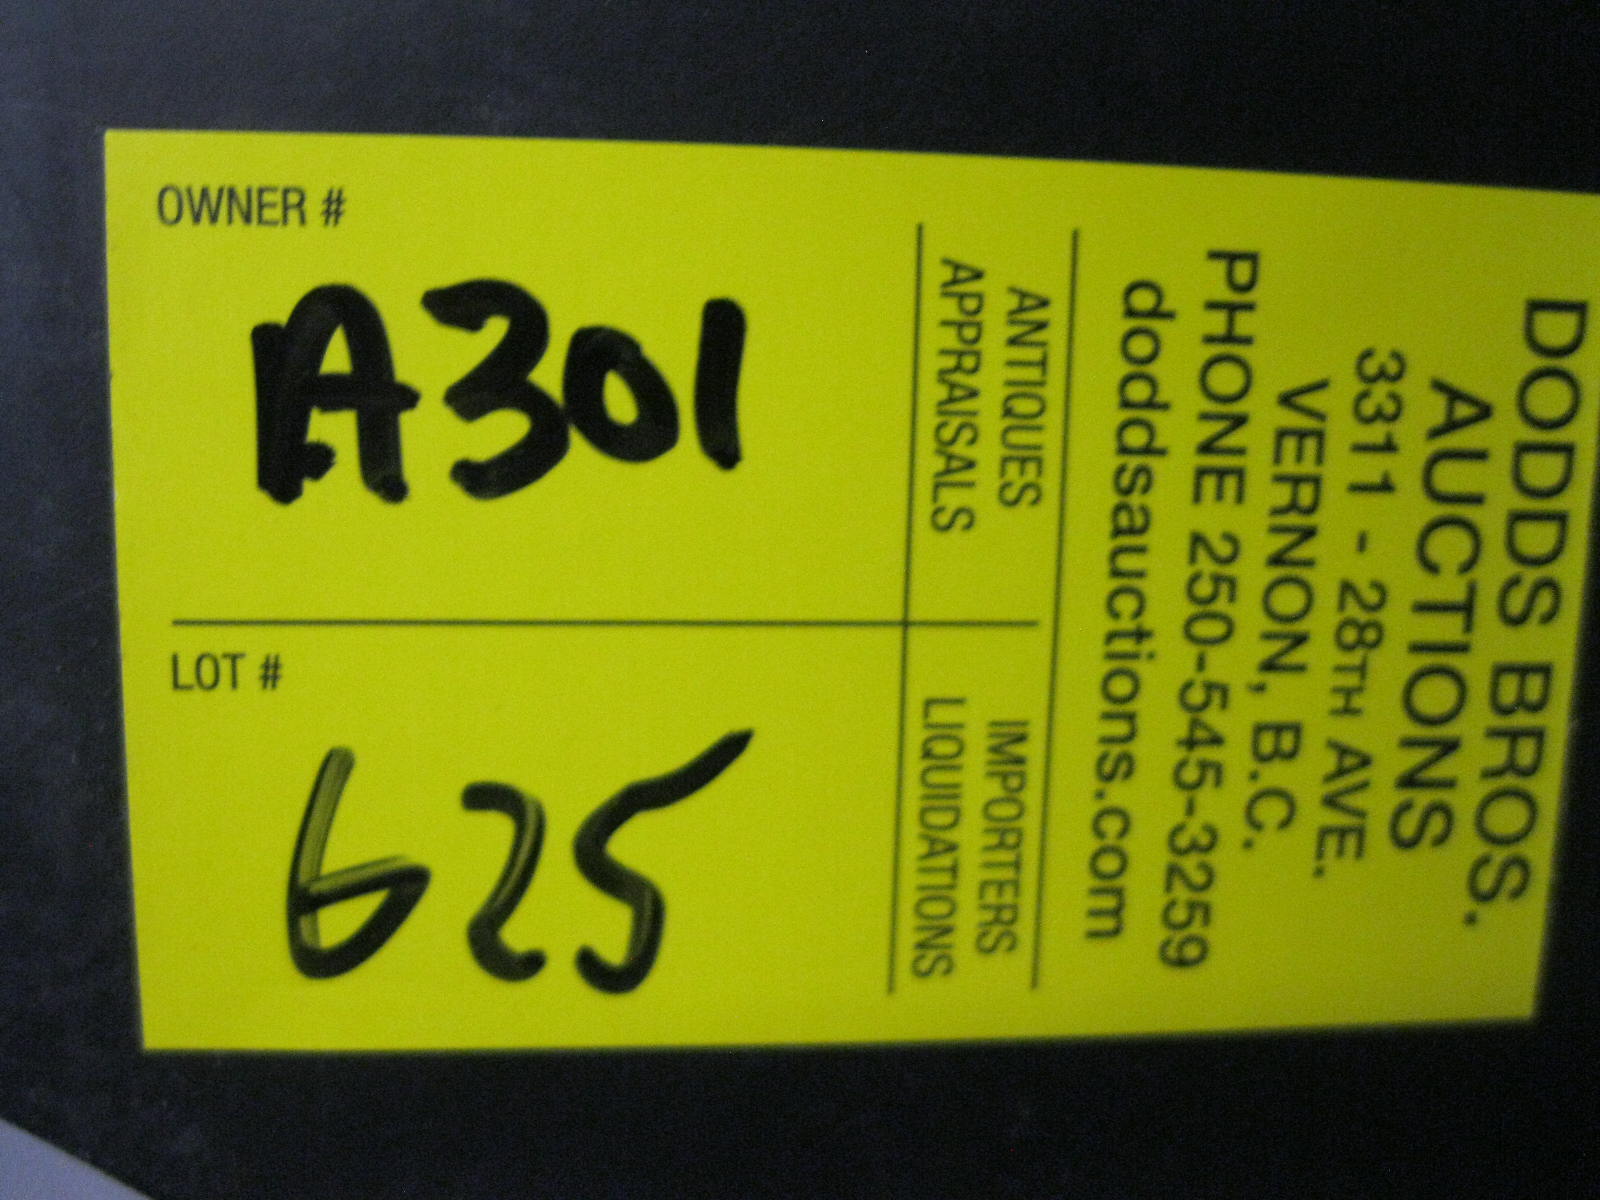 OWNER #
A301
LOT #
625
ANTIQUES
APPRAISALS
IMPORTERS
LIQUIDATIONS
DODDS BROS.
AUCTIONS
3311 - 28TH AVE.
VERNON, B.C.
PHONE 250-545-3259
doddsauctions.com